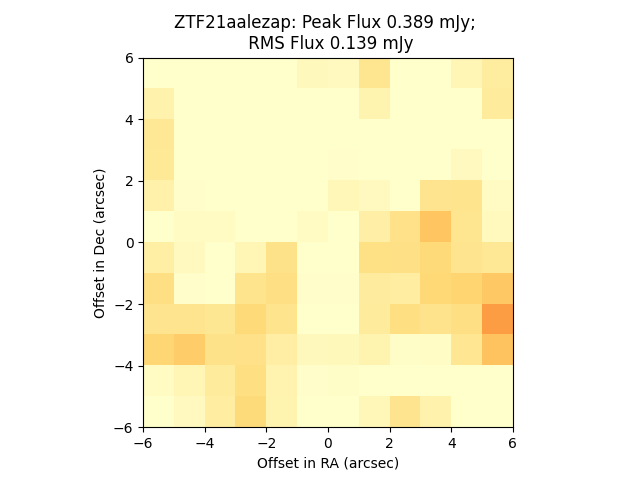 ZTF21aalezap: Peak Flux 0.389 mJy;
RMS Flux 0.139 mJy
6
4
2
0
−2
−4
−6
Offset in Dec (arcsec)
−6 −4 −2 0 2 4 6
Offset in RA (arcsec)